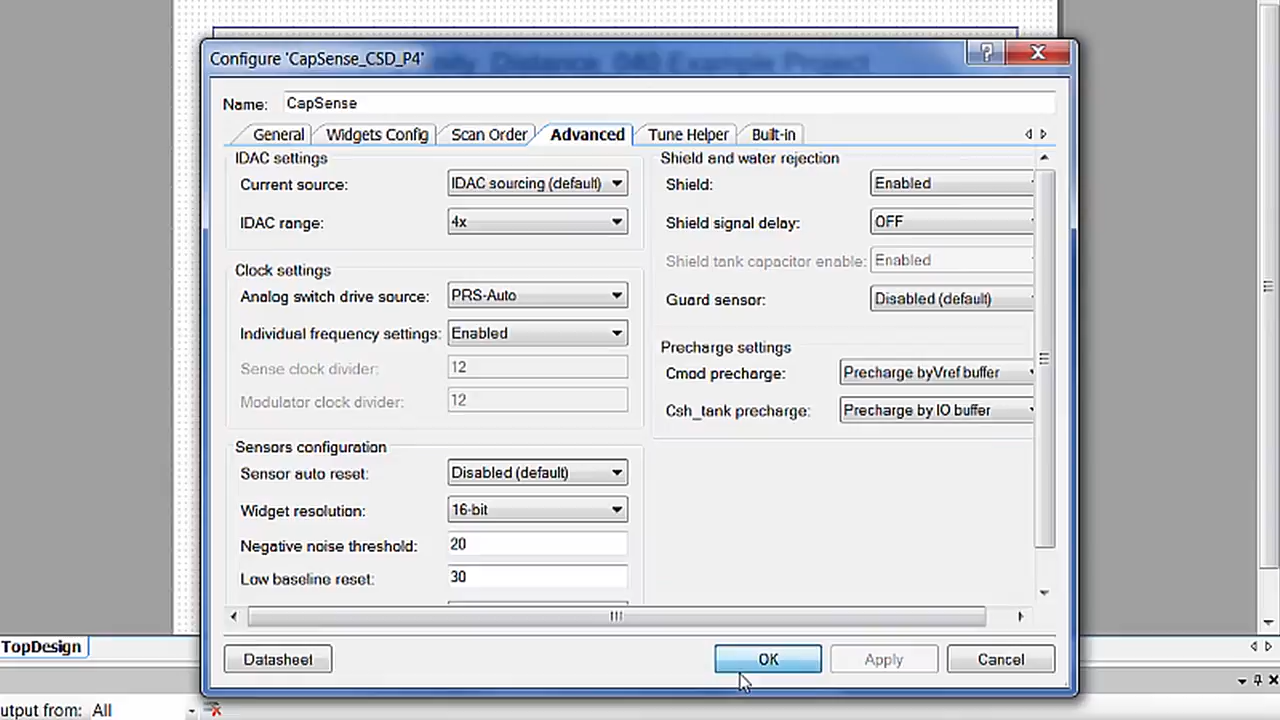 Configure 'CapSense_CSD_P4'
Name: CapSense
General Widgets Config Scan Order Advanced Tune Helper Built-in
IDAC settings
Current source: IDAC sourcing (default)
IDAC range: 4x
Clock settings
Analog switch drive source: PRS-Auto
Individual frequency settings: Enabled
Sense clock divider: 12
Modulator clock divider: 12
Sensors configuration
Sensor auto reset: Disabled (default)
Widget resolution: 16-bit
Negative noise threshold: 20
Low baseline reset: 30
Shield and water rejection
Shield: Enabled
Shield signal delay: OFF
Shield tank capacitor enable: Enabled
Guard sensor: Disabled (default)
Precharge settings
Cmod precharge: Precharge byVref buffer
Csh_tank precharge: Precharge by IO buffer
Datasheet OK Apply Cancel
TopDesign
utput from: All